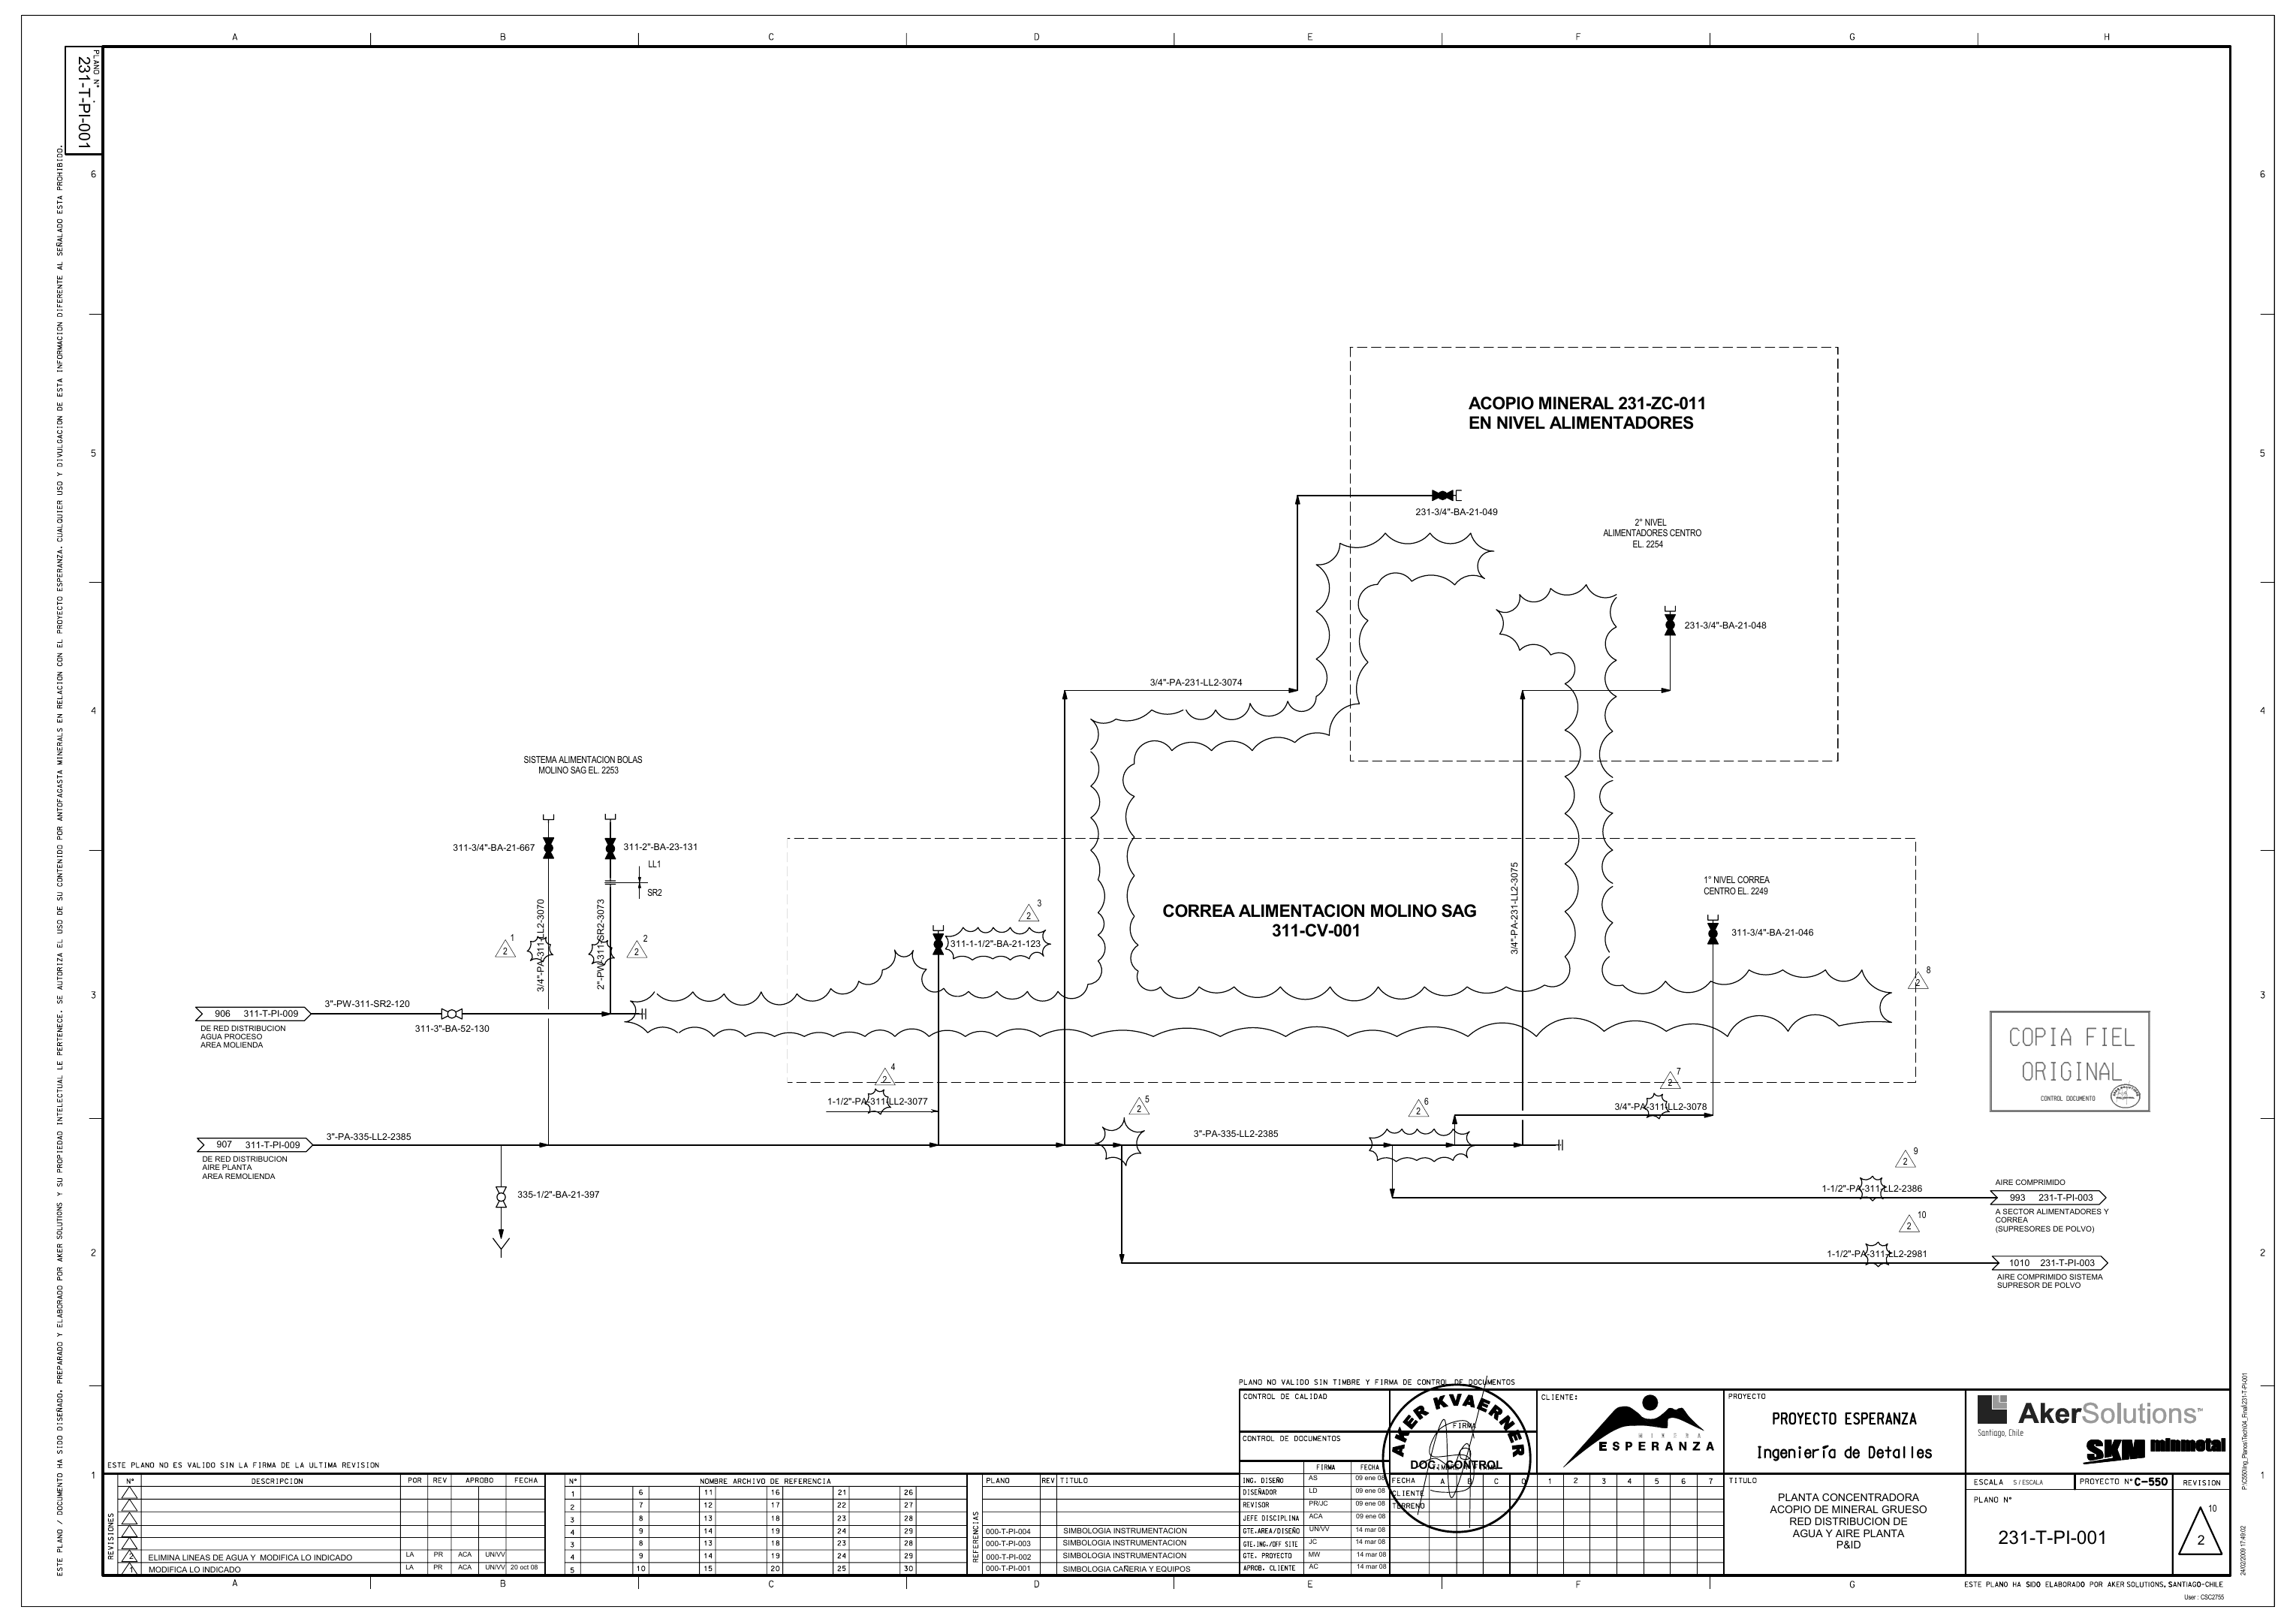 A B C D E F G H
PLANO N°
231-T-PI-001
ESTE PLANO / DOCUMENTO HA SIDO DISEÑADO, PREPARADO Y ELABORADO POR AKER SOLUTIONS Y SU PROPIEDAD INTELECTUAL LE PERTENECE. SE AUTORIZA EL USO DE SU CONTENIDO POR ANTOFAGASTA MINERALS EN RELACION CON EL PROYECTO ESPERANZA. CUALQUIER USO Y DIVULGACION DE ESTA INFORMACION DIFERENTE AL SEÑALADO ESTA PROHIBIDO.
6 6
5 5
4 4
3 3
2 2
1 1
ACOPIO MINERAL 231-ZC-011
EN NIVEL ALIMENTADORES
231-3/4"-BA-21-049
2° NIVEL
ALIMENTADORES CENTRO
EL. 2254
231-3/4"-BA-21-048
3/4"-PA-231-LL2-3074
SISTEMA ALIMENTACION BOLAS
MOLINO SAG EL. 2253
311-3/4"-BA-21-667
311-2"-BA-23-131
LL1
SR2
3/4"-PA-311-LL2-3070
2"-PW-311-SR2-3073
2 1
2 2
2 3
311-1-1/2"-BA-21-123
CORREA ALIMENTACION MOLINO SAG
311-CV-001
3/4"-PA-231-LL2-3075
1° NIVEL CORREA
CENTRO EL. 2249
311-3/4"-BA-21-046
2 8
3"-PW-311-SR2-120
906 311-T-PI-009
DE RED DISTRIBUCION
AGUA PROCESO
AREA MOLIENDA
311-3"-BA-52-130
2 4
1-1/2"-PA-311-LL2-3077
2 5
2 6
2 7
3/4"-PA-311-LL2-3078
3"-PA-335-LL2-2385
907 311-T-PI-009
DE RED DISTRIBUCION
AIRE PLANTA
AREA REMOLIENDA
3"-PA-335-LL2-2385
335-1/2"-BA-21-397
2 9
1-1/2"-PA-311-LL2-2386
AIRE COMPRIMIDO
993 231-T-PI-003
A SECTOR ALIMENTADORES Y
CORREA
(SUPRESORES DE POLVO)
2 10
1-1/2"-PA-311-LL2-2981
1010 231-T-PI-003
AIRE COMPRIMIDO SISTEMA
SUPRESOR DE POLVO
COPIA FIEL
ORIGINAL
CONTROL DOCUMENTO
PLANO NO VALIDO SIN TIMBRE Y FIRMA DE CONTROL DE DOCUMENTOS
CONTROL DE CALIDAD
CONTROL DE DOCUMENTOS
FIRMA
AKER KVAERNER
DOC. CONTROL
CLIENTE:
MINERA
ESPERANZA
PROYECTO
PROYECTO ESPERANZA
Ingeniería de Detalles
AkerSolutions™
Santiago, Chile
SKM minmetal
ESTE PLANO NO ES VALIDO SIN LA FIRMA DE LA ULTIMA REVISION
N° DESCRIPCION POR REV APROBO FECHA
REVISIONES
2 ELIMINA LINEAS DE AGUA Y MODIFICA LO INDICADO LA PR ACA UN/VV
1 MODIFICA LO INDICADO LA PR ACA UN/VV 20 oct 08
N° NOMBRE ARCHIVO DE REFERENCIA
1 6 11 16 21 26
2 7 12 17 22 27
3 8 13 18 23 28
4 9 14 19 24 29
3 8 13 18 23 28
4 9 14 19 24 29
5 10 15 20 25 30
REFERENCIAS
PLANO REV TITULO
000-T-PI-004 SIMBOLOGIA INSTRUMENTACION
000-T-PI-003 SIMBOLOGIA INSTRUMENTACION
000-T-PI-002 SIMBOLOGIA INSTRUMENTACION
000-T-PI-001 SIMBOLOGIA CAÑERIA Y EQUIPOS
FIRMA FECHA
ING. DISEÑO AS 09 ene 08
DISEÑADOR LD 09 ene 08
REVISOR PR/JC 09 ene 08
JEFE DISCIPLINA ACA 09 ene 08
GTE.AREA/DISEÑO UN/VV 14 mar 08
GTE.ING./OFF SITE JC 14 mar 08
GTE. PROYECTO MW 14 mar 08
APROB. CLIENTE AC 14 mar 08
FECHA A B C D 1 2 3 4 5 6 7
CLIENTE
TERRENO
TITULO
PLANTA CONCENTRADORA
ACOPIO DE MINERAL GRUESO
RED DISTRIBUCION DE
AGUA Y AIRE PLANTA
P&ID
ESCALA S/ESCALA
PROYECTO N° C-550
REVISION
PLANO N°
231-T-PI-001
10
2
A B C D E F G
ESTE PLANO HA SIDO ELABORADO POR AKER SOLUTIONS, SANTIAGO-CHILE
User : CSC2755
24/02/2009 17:49:02